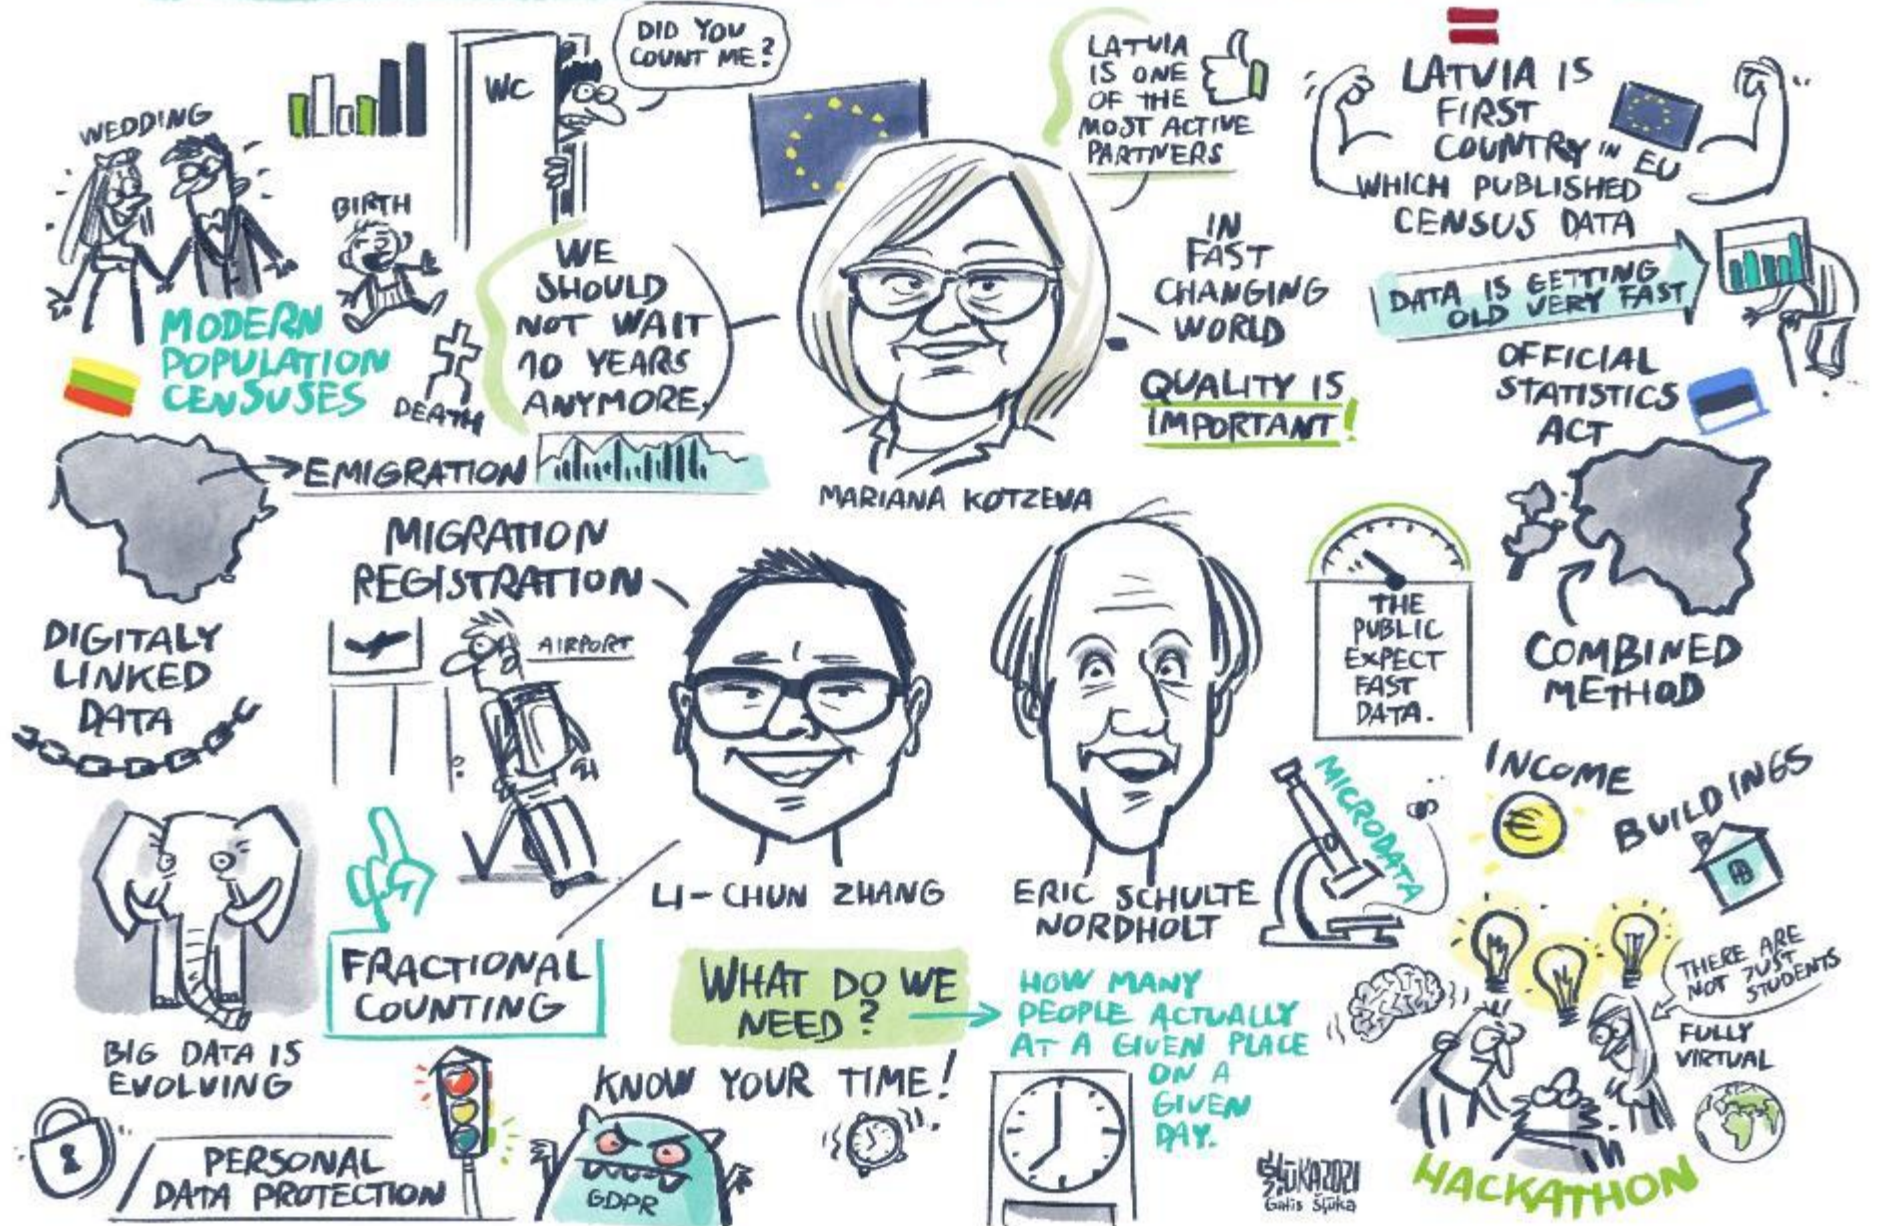 WEDDING
BIRTH
MODERN
POPULATION
CENSUSES
DEATH
WC
DID YOU
COUNT ME?
WE
SHOULD
NOT WAIT
10 YEARS
ANYMORE.
LATVIA
IS ONE
OF THE
MOST ACTIVE
PARTNERS
LATVIA IS
FIRST
COUNTRY IN EU
WHICH PUBLISHED
CENSUS DATA
IN
FAST
CHANGING
WORLD
QUALITY IS
IMPORTANT!
DATA IS GETTING
OLD VERY FAST
OFFICIAL
STATISTICS
ACT
COMBINED
METHOD
MARIANA KOTZEVA
EMIGRATION
MIGRATION
REGISTRATION
AIRPORT
DIGITALY
LINKED
DATA
BIG DATA IS
EVOLVING
FRACTIONAL
COUNTING
LI-CHUN ZHANG
ERIC SCHULTE
NORDHOLT
THE
PUBLIC
EXPECT
FAST
DATA.
MICRODATA
INCOME
€
BUILDINGS
WHAT DO WE
NEED?
HOW MANY
PEOPLE ACTUALLY
AT A GIVEN PLACE
ON A
GIVEN
DAY.
KNOW YOUR TIME!
GDPR
PERSONAL
DATA PROTECTION
THERE ARE
NOT JUST
STUDENTS
FULLY
VIRTUAL
HACKATHON
ŠĻŪKA2021
Gatis Šļūka